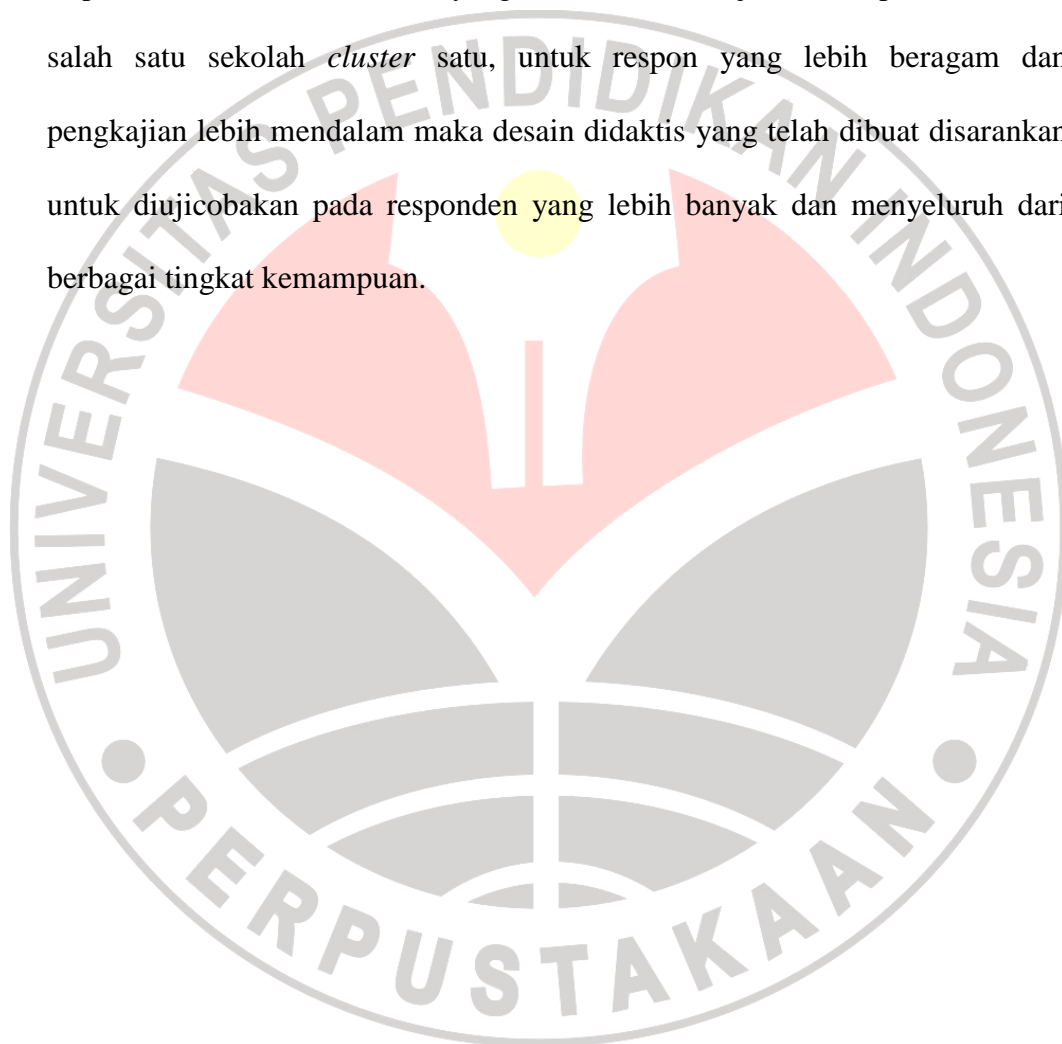 salah satu sekolah cluster satu, untuk respon yang lebih beragam dan
pengkajian lebih mendalam maka desain didaktis yang telah dibuat disarankan
untuk diujicobakan pada responden yang lebih banyak dan menyeluruh dari
berbagai tingkat kemampuan.
UNIVERSITAS PENDIDIKAN INDONESIA
PERPUSTAKAAN